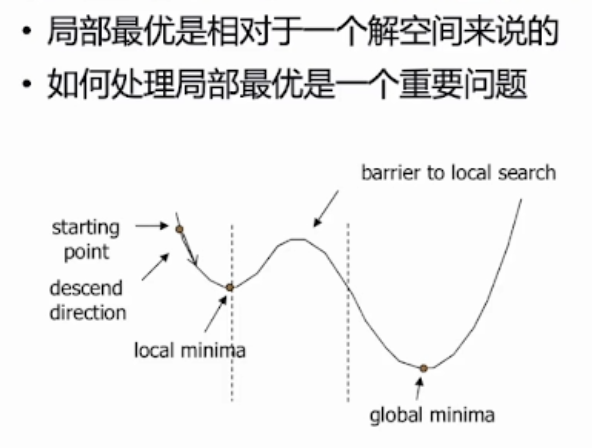 • 局部最优是相对于一个解空间来说的
• 如何处理局部最优是一个重要问题
barrier to local search
starting
point
descend
direction
local minima
global minima